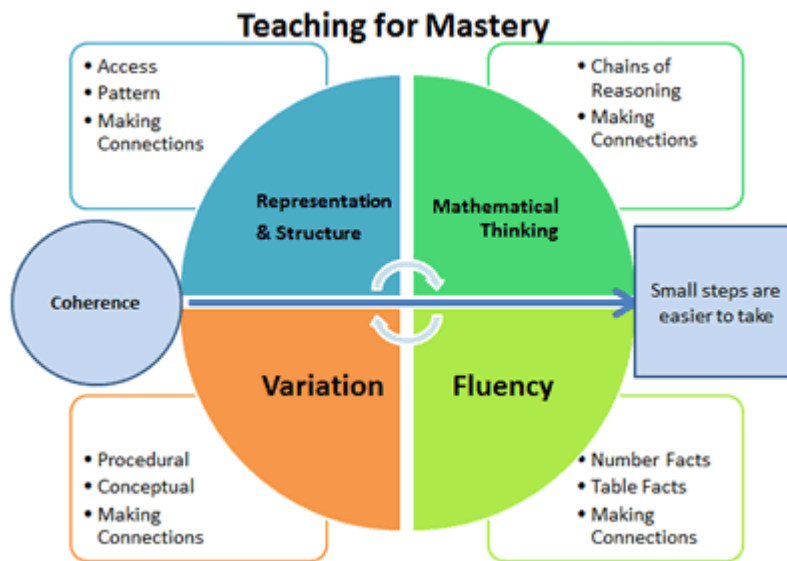 Teaching for Mastery
• Access
• Pattern
• Making
Connections
• Chains of
Reasoning
• Making
Connections
Representation
& Structure
Mathematical
Thinking
Coherence
Small steps are
easier to take
Variation
Fluency
• Procedural
• Conceptual
• Making
Connections
• Number Facts
• Table Facts
• Making
Connections